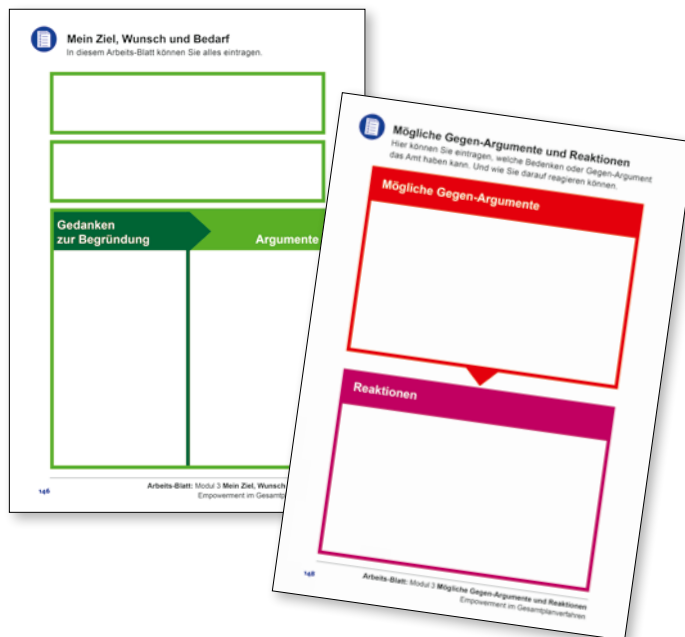 Mein Ziel, Wunsch und Bedarf
In diesem Arbeits-Blatt können Sie alles eintragen.
Gedanken
zur Begründung
Argumente
Arbeits-Blatt: Modul 3 Mein Ziel, Wunsch
Empowerment im Gesamtp
146
Mögliche Gegen-Argumente und Reaktionen
Hier können Sie eintragen, welche Bedenken oder Gegen-Argument
das Amt haben kann. Und wie Sie darauf reagieren können.
Mögliche Gegen-Argumente
Reaktionen
148
Arbeits-Blatt: Modul 3 Mögliche Gegen-Argumente und Reaktionen
Empowerment im Gesamtplanverfahren